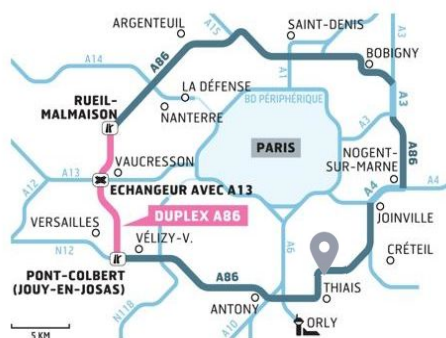 ARGENTEUIL
A86
A15
SAINT-DENIS
A3
BOBIGNY
A14
LA DÉFENSE
A1
BD PÉRIPHÉRIQUE
A3
RUEIL-
MALMAISON
NANTERRE
PARIS
A3
A86
VAUCRESSON
NOGENT-
SUR-MARNE
A13
ECHANGEUR AVEC A13
A12
A4
A4
VERSAILLES
DUPLEX A86
JOINVILLE
N12
VÉLIZY-V.
A6
CRÉTEIL
PONT-COLBERT
(JOUY-EN-JOSAS)
A86
THIAIS
N118
ANTONY
A10
ORLY
5 KM